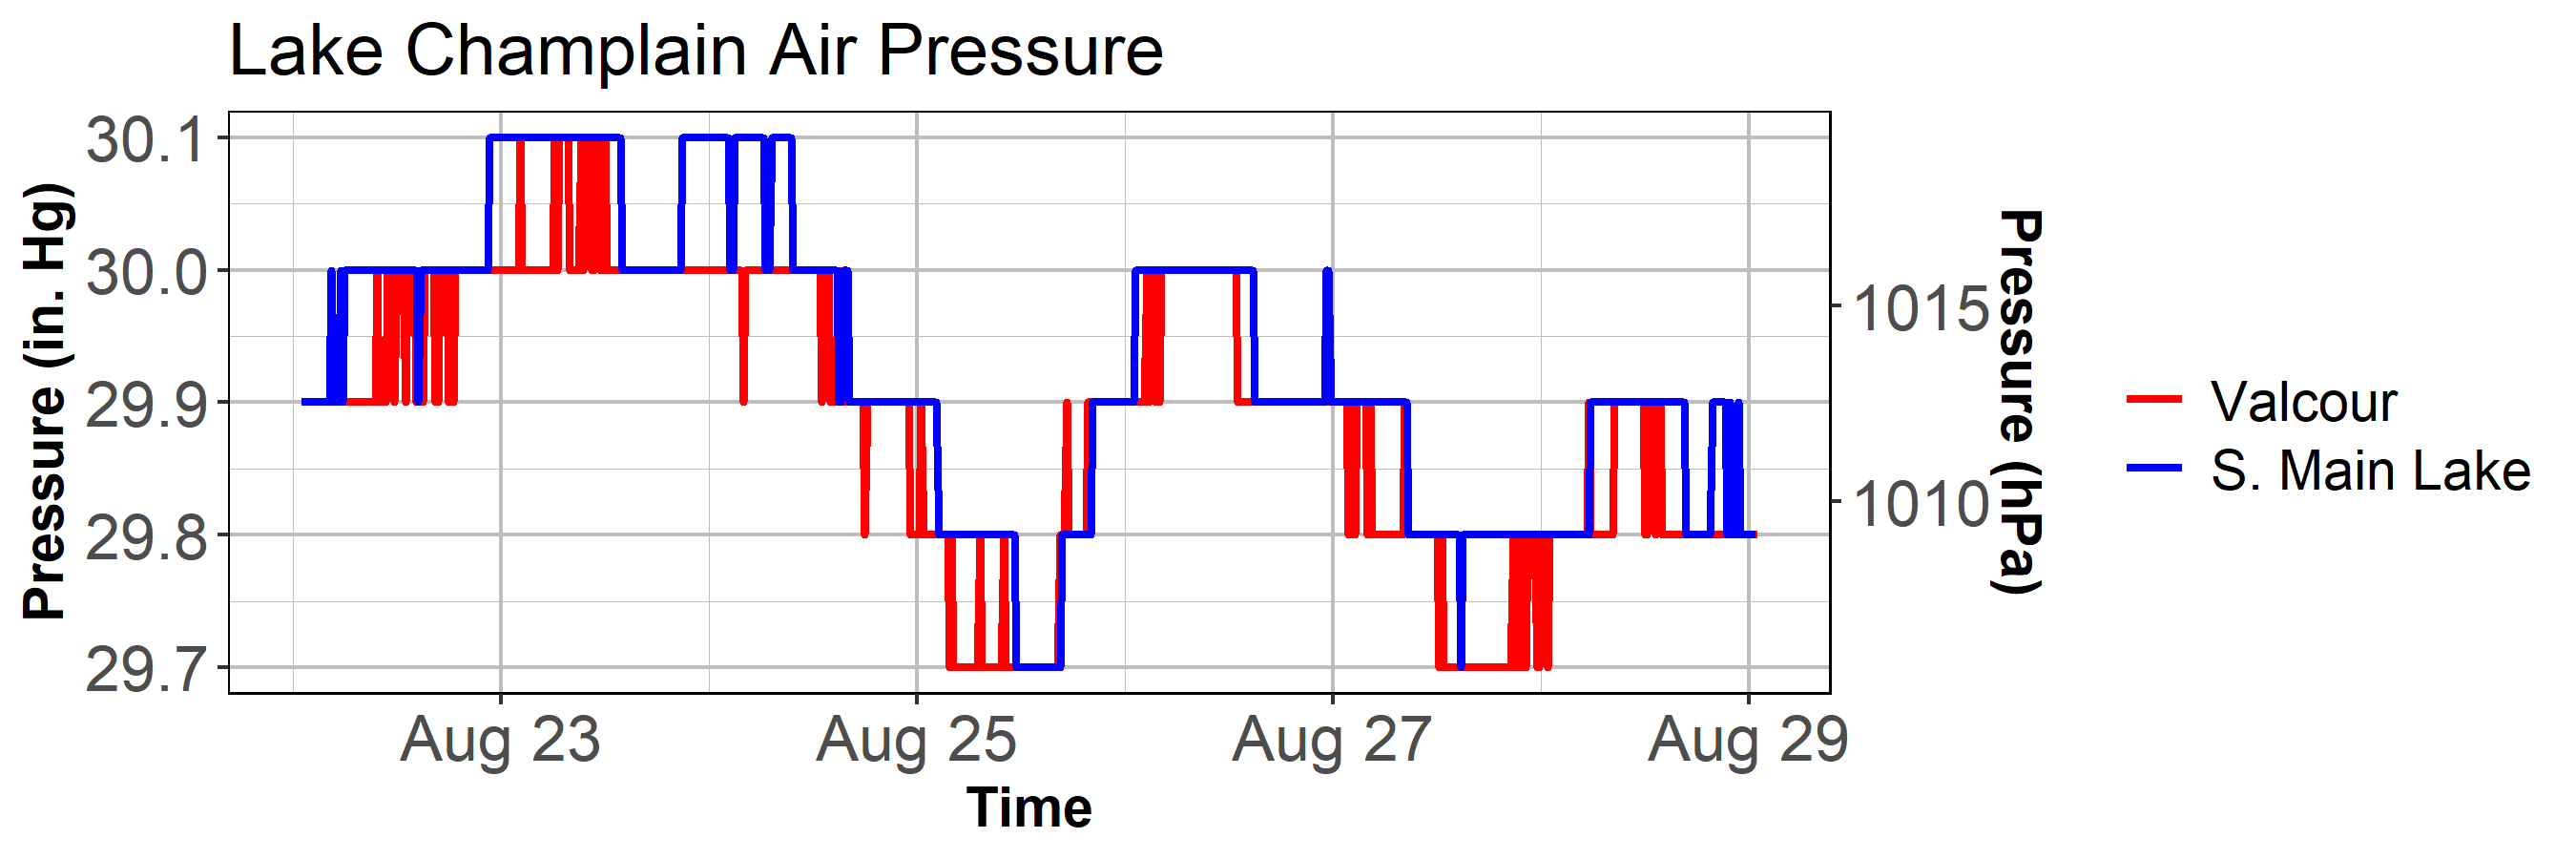 Lake Champlain Air Pressure
Pressure (in. Hg)
30.1
30.0
29.9
29.8
29.7
Aug 23
Aug 25
Aug 27
Aug 29
Time
1015
1010
Pressure (hPa)
Valcour
S. Main Lake